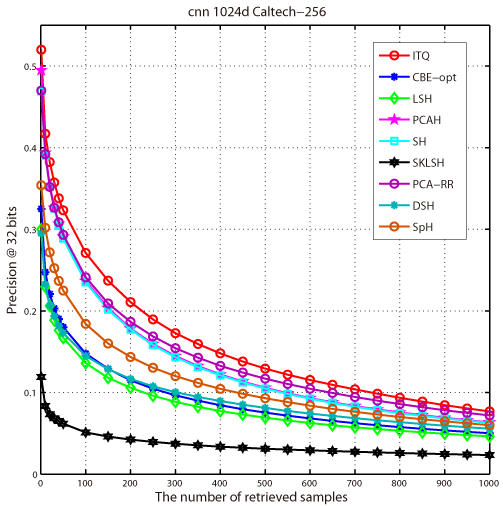 cnn 1024d Caltech−256
Precision @ 32 bits
0.5
0.4
0.3
0.2
0.1
0
ITQ
CBE−opt
LSH
PCAH
SH
SKLSH
PCA−RR
DSH
SpH
0 100 200 300 400 500 600 700 800 900 1000
The number of retrieved samples